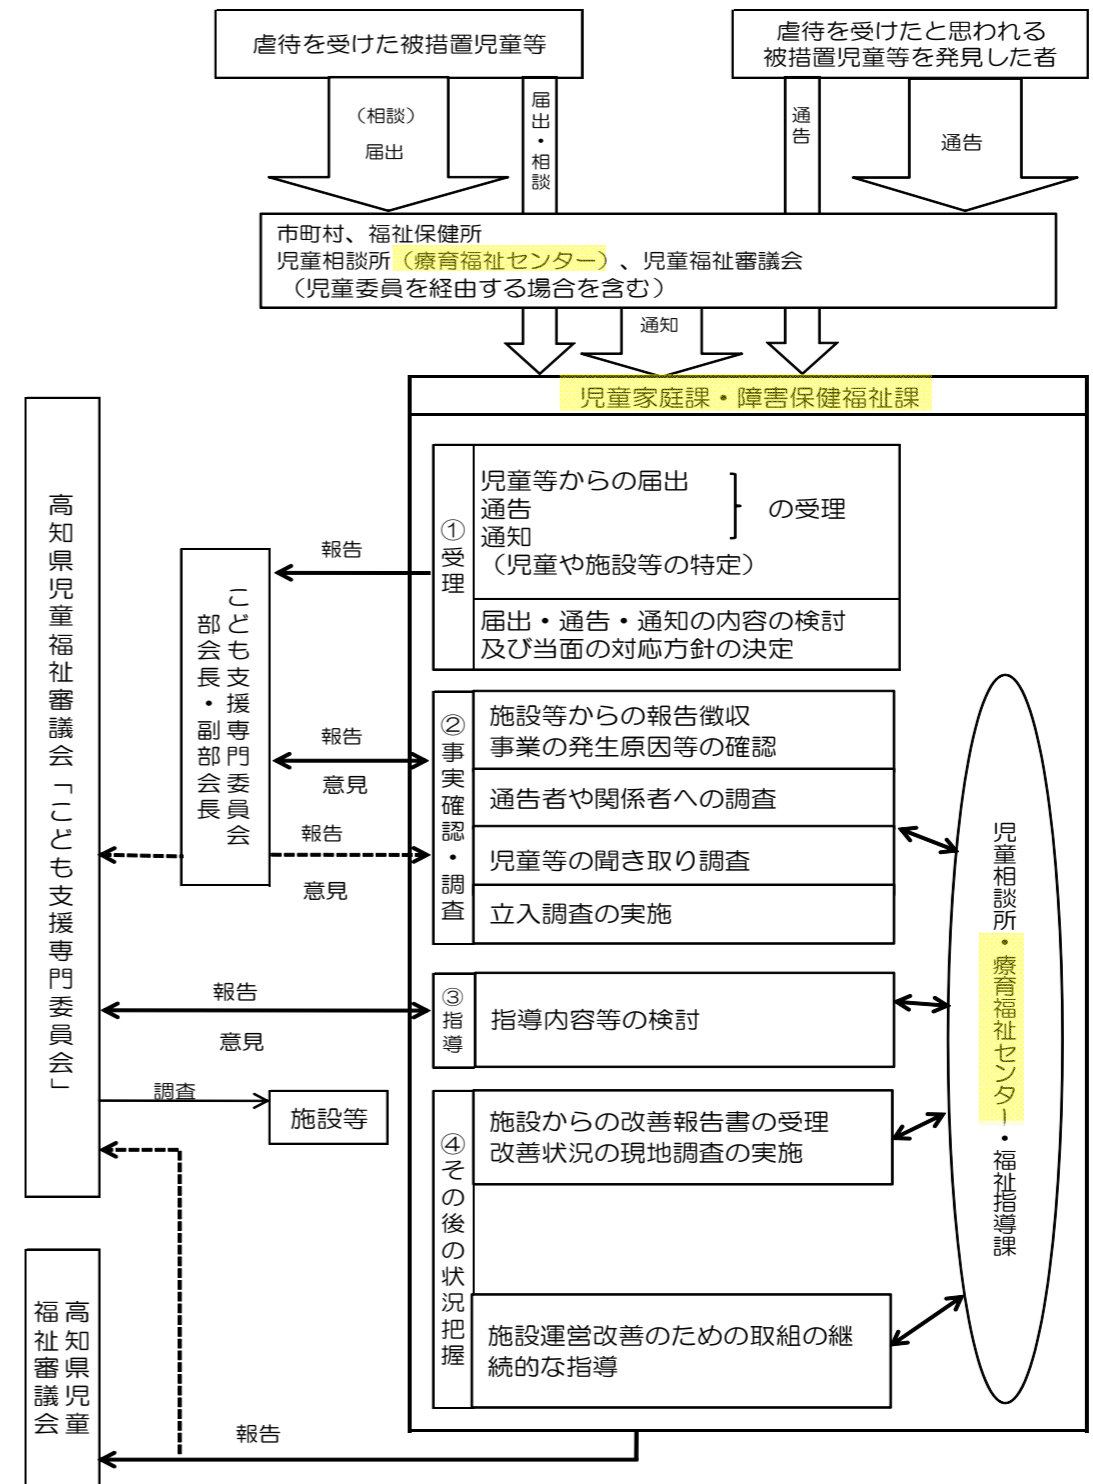 虐待を受けた被措置児童等
虐待を受けたと思われる
被措置児童等を発見した者
（相談）
届出
届出・相談
通告
通告
市町村、福祉保健所
児童相談所（療育福祉センター）、児童福祉審議会
（児童委員を経由する場合を含む）
通知
児童家庭課・障害保健福祉課
①受理
児童等からの届出
通告
通知
の受理
（児童や施設等の特定）
届出・通告・通知の内容の検討
及び当面の対応方針の決定
報告
こども支援専門委員会
部会長・副部会長
高知県児童福祉審議会「こども支援専門委員会」
②事実確認・調査
施設等からの報告徴収
事業の発生原因等の確認
通告者や関係者への調査
児童等の聞き取り調査
立入調査の実施
報告
意見
報告
意見
児童相談所・療育福祉センター・福祉指導課
③指導
指導内容等の検討
報告
意見
調査
施設等
④その後の状況把握
施設からの改善報告書の受理
改善状況の現地調査の実施
施設運営改善のための取組の継
続的な指導
高知県児童
福祉審議会
報告